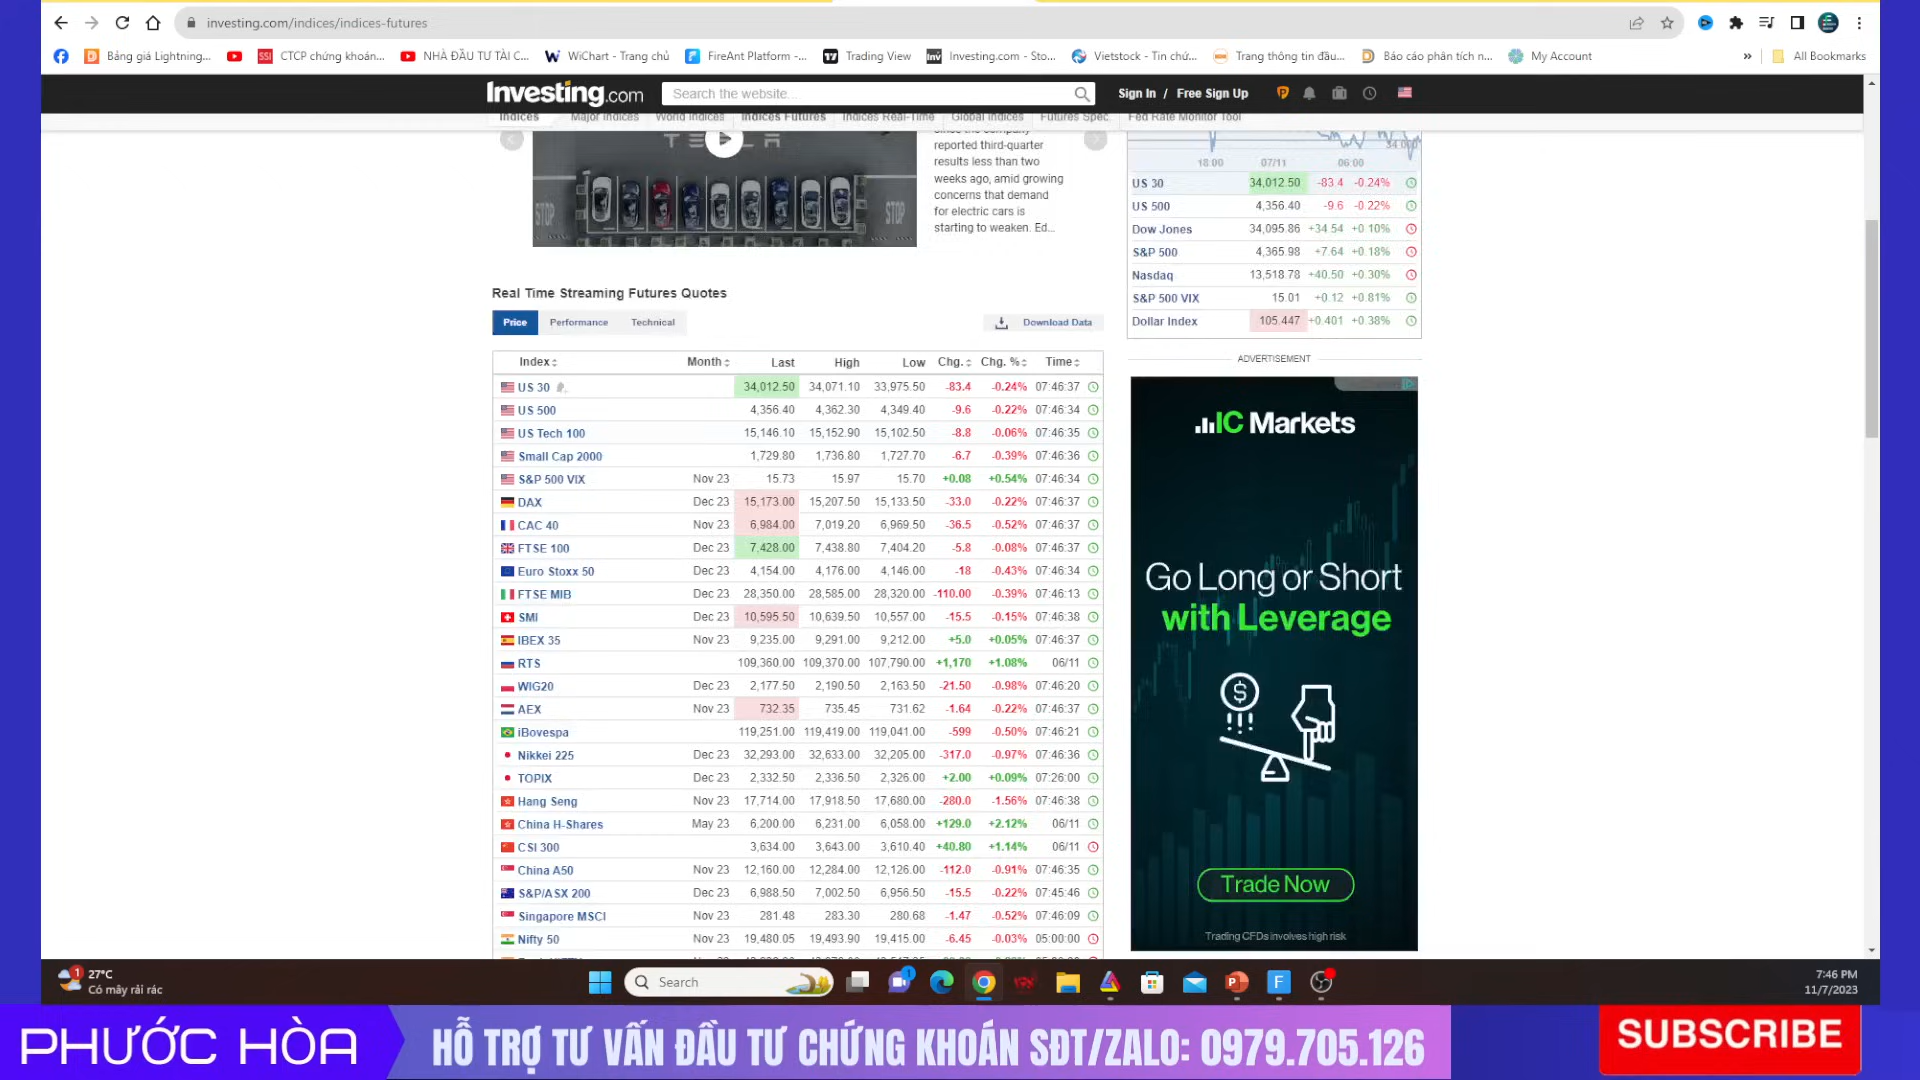 investing.com/indices/indices-futures
Bảng giá Lightning... CTCP chứng khoán... NHÀ ĐẦU TƯ TÀI C... WiChart - Trang chủ FireAnt Platform -... Trading View Investing.com - Sto... Vietstock - Tin chứ... Trang thông tin đầu... Báo cáo phân tích n... My Account » All Bookmarks
Investing.com Search the website... Sign In / Free Sign Up
Indices Major Indices World Indices Indices Futures Indices Real-Time Global Indices Futures Spec Fed Rate Monitor Tool
TESLA
STOP STOP
since the company
reported third-quarter
results less than two
weeks ago, amid growing
concerns that demand
for electric cars is
starting to weaken. Ed...
34,000
18:00 07/11 06:00
US 30 34,012.50 -83.4 -0.24%
US 500 4,356.40 -9.6 -0.22%
Dow Jones 34,095.86 +34.54 +0.10%
S&P 500 4,365.98 +7.64 +0.18%
Nasdaq 13,518.78 +40.50 +0.30%
S&P 500 VIX 15.01 +0.12 +0.81%
Dollar Index 105.447 +0.401 +0.38%
Real Time Streaming Futures Quotes
Price Performance Technical Download Data
Index Month Last High Low Chg. Chg. % Time
US 30 34,012.50 34,071.10 33,975.50 -83.4 -0.24% 07:46:37
US 500 4,356.40 4,362.30 4,349.40 -9.6 -0.22% 07:46:34
US Tech 100 15,146.10 15,152.90 15,102.50 -8.8 -0.06% 07:46:35
Small Cap 2000 1,729.80 1,736.80 1,727.70 -6.7 -0.39% 07:46:36
S&P 500 VIX Nov 23 15.73 15.97 15.70 +0.08 +0.54% 07:46:34
DAX Dec 23 15,173.00 15,207.50 15,133.50 -33.0 -0.22% 07:46:37
CAC 40 Nov 23 6,984.00 7,019.20 6,969.50 -36.5 -0.52% 07:46:37
FTSE 100 Dec 23 7,428.00 7,438.80 7,404.20 -5.8 -0.08% 07:46:37
Euro Stoxx 50 Dec 23 4,154.00 4,176.00 4,146.00 -18 -0.43% 07:46:34
FTSE MIB Dec 23 28,350.00 28,585.00 28,320.00 -110.00 -0.39% 07:46:13
SMI Dec 23 10,595.50 10,639.50 10,557.00 -15.5 -0.15% 07:46:38
IBEX 35 Nov 23 9,235.00 9,291.00 9,212.00 +5.0 +0.05% 07:46:37
RTS 109,360.00 109,370.00 107,790.00 +1,170 +1.08% 06/11
WIG20 Dec 23 2,177.50 2,190.50 2,163.50 -21.50 -0.98% 07:46:20
AEX Nov 23 732.35 735.45 731.62 -1.64 -0.22% 07:46:37
iBovespa 119,251.00 119,419.00 119,041.00 -599 -0.50% 07:46:21
Nikkei 225 Dec 23 32,293.00 32,633.00 32,205.00 -317.0 -0.97% 07:46:36
TOPIX Dec 23 2,332.50 2,336.50 2,326.00 +2.00 +0.09% 07:26:00
Hang Seng Nov 23 17,714.00 17,918.50 17,680.00 -280.0 -1.56% 07:46:38
China H-Shares May 23 6,200.00 6,231.00 6,058.00 +129.0 +2.12% 06/11
CSI 300 3,634.00 3,643.00 3,610.40 +40.80 +1.14% 06/11
China A50 Nov 23 12,160.00 12,284.00 12,126.00 -112.0 -0.91% 07:46:35
S&P/ASX 200 Dec 23 6,988.50 7,002.50 6,956.50 -15.5 -0.22% 07:45:46
Singapore MSCI Nov 23 281.48 283.30 280.68 -1.47 -0.52% 07:46:09
Nifty 50 Nov 23 19,480.05 19,493.90 19,415.00 -6.45 -0.03% 05:00:00
ADVERTISEMENT
IC Markets
Go Long or Short
with Leverage
$
Trade Now
Trading CFDs involves high risk
1 27°C
Có mây rải rác
Search
1
7:46 PM
11/7/2023
PHƯỚC HÒA
HỖ TRỢ TƯ VẤN ĐẦU TƯ CHỨNG KHOÁN SĐT/ZALO: 0979.705.126
SUBSCRIBE